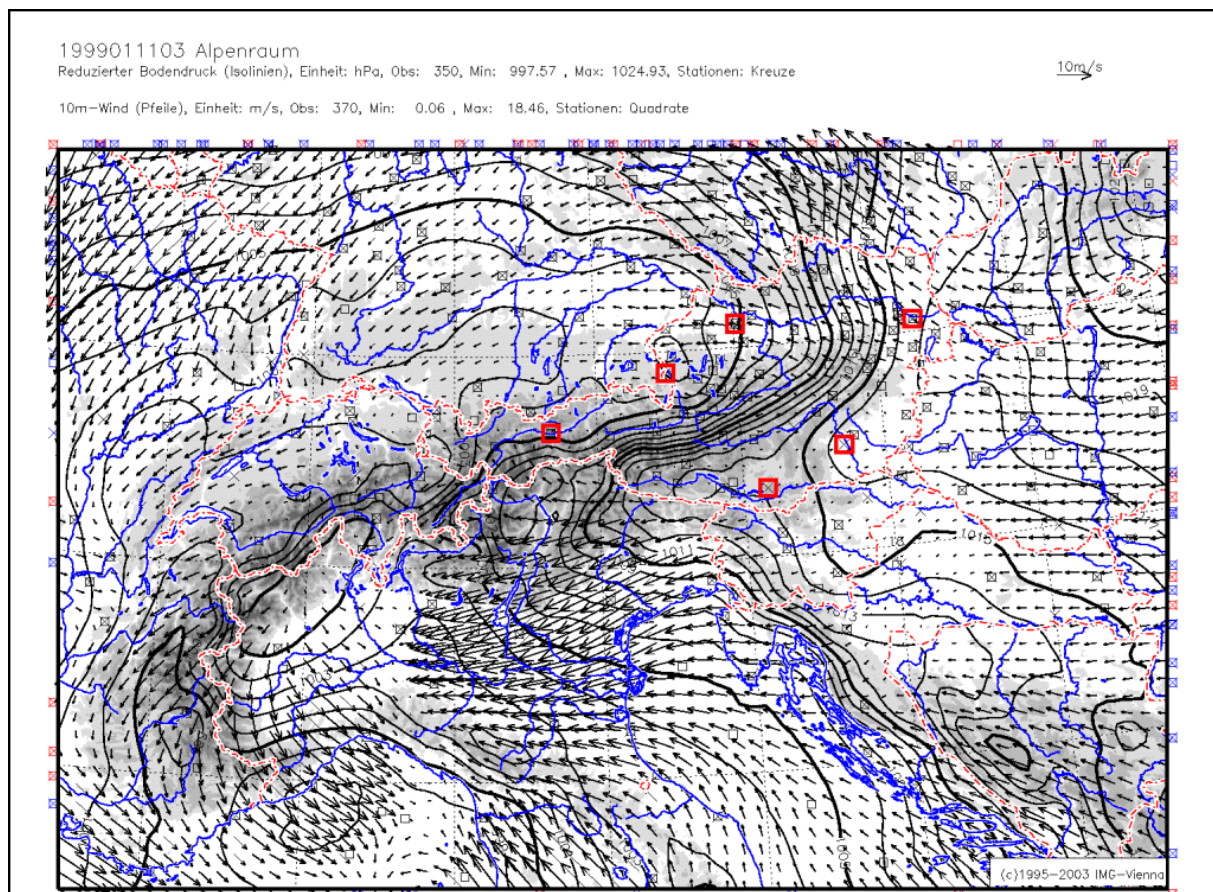 1999011103 Alpenraum
Reduzierter Bodendruck (Isolinien), Einheit: hPa, Obs: 350, Min: 997.57 , Max: 1024.93, Stationen: Kreuze
10m/s
10m-Wind (Pfeile), Einheit: m/s, Obs: 370, Min: 0.06 , Max: 18.46, Stationen: Quadrate
1019
1015
1011
1003
(c)1995-2003 IMG-Vienna